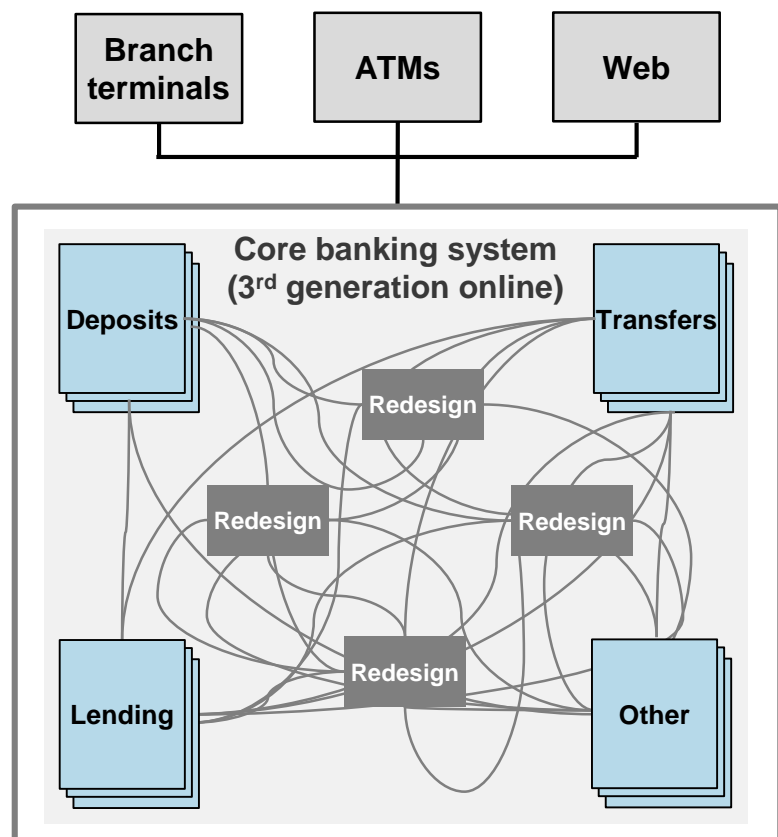 Branch
terminals
ATMs
Web
Core banking system
(3rd generation online)
Deposits
Transfers
Redesign
Redesign
Redesign
Redesign
Lending
Other